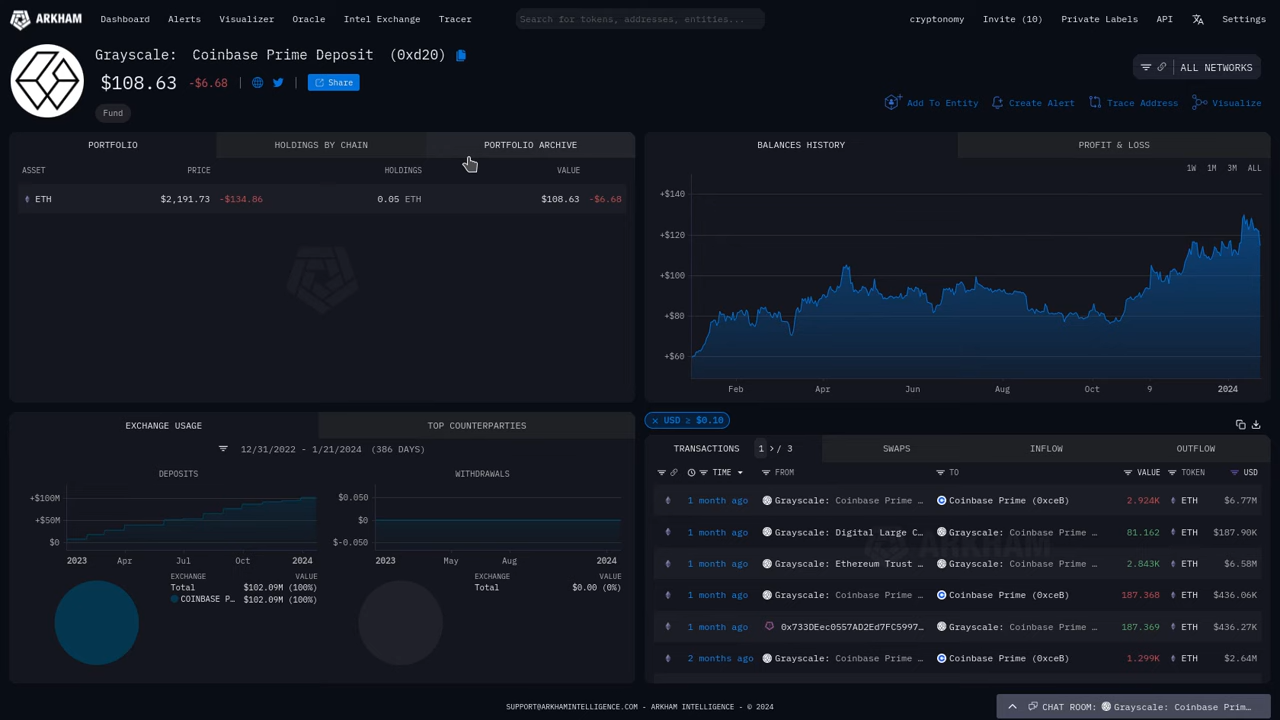 ARKHAM Dashboard Alerts Visualizer Oracle Intel Exchange Tracer Search for tokens, addresses, entities... cryptonomy Invite (10) Private Labels API Settings
Grayscale: Coinbase Prime Deposit (0xd20)
$108.63 -$6.68 | | Share
ALL NETWORKS
Add To Entity Create Alert Trace Address Visualize
Fund
PORTFOLIO HOLDINGS BY CHAIN PORTFOLIO ARCHIVE
ASSET PRICE HOLDINGS VALUE
ETH $2,191.73 -$134.86 0.05 ETH $108.63 -$6.68
BALANCES HISTORY PROFIT & LOSS
1W 1M 3M ALL
+$140
+$120
+$100
+$80
+$60
Feb Apr Jun Aug Oct 9 2024
EXCHANGE USAGE TOP COUNTERPARTIES
12/31/2022 - 1/21/2024 (386 DAYS)
DEPOSITS WITHDRAWALS
+$100M $0.050
+$50M $0
$0 $-0.050
2023 Apr Jul Oct 2024 2023 May Aug 2024
EXCHANGE VALUE EXCHANGE VALUE
Total $102.09M (100%) Total $0.00 (0%)
COINBASE P… $102.09M (100%)
× USD ≥ $0.10
TRANSACTIONS 1 > / 3 SWAPS INFLOW OUTFLOW
TIME FROM TO VALUE TOKEN USD
1 month ago Grayscale: Coinbase Prime … Coinbase Prime (0xceB) 2.924K ETH $6.77M
1 month ago Grayscale: Digital Large C… Grayscale: Coinbase Prime … 81.162 ETH $187.90K
ARKHAM
1 month ago Grayscale: Ethereum Trust … Grayscale: Coinbase Prime … 2.843K ETH $6.58M
1 month ago Grayscale: Coinbase Prime … Coinbase Prime (0xceB) 187.368 ETH $436.06K
1 month ago 0x733DEec0557AD2Ed7FC5997… Grayscale: Coinbase Prime … 187.369 ETH $436.27K
2 months ago Grayscale: Coinbase Prime … Coinbase Prime (0xceB) 1.299K ETH $2.64M
SUPPORT@ARKHAMINTELLIGENCE.COM - ARKHAM INTELLIGENCE - © 2024
CHAT ROOM: Grayscale: Coinbase Prim…